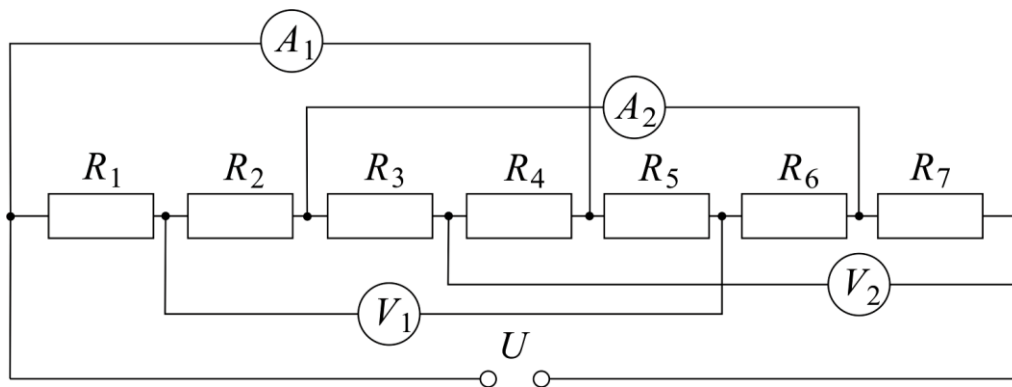 A₁
A₂
R₁ R₂ R₃ R₄ R₅ R₆ R₇
V₂
V₁
U